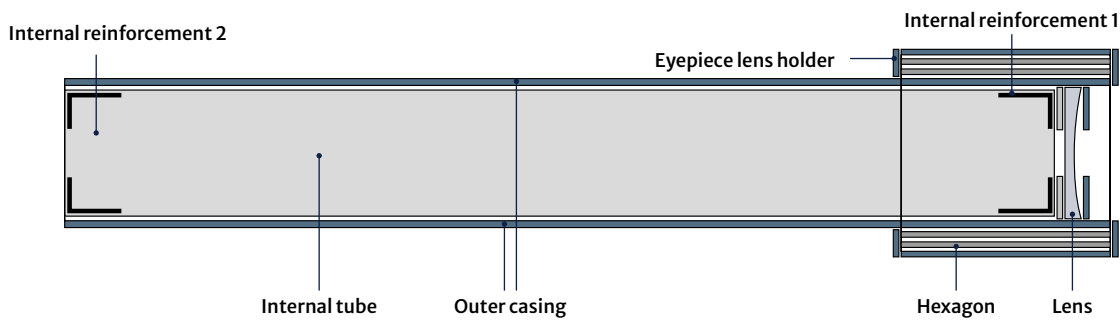 Internal reinforcement 1
Internal reinforcement 2
Eyepiece lens holder
Internal tube
Outer casing
Hexagon
Lens